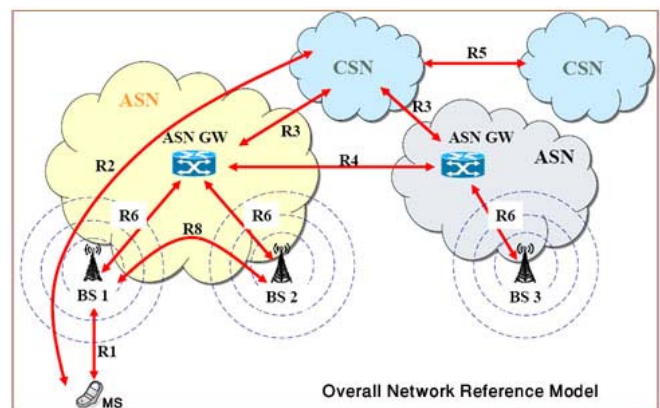 CSN
R5
CSN
ASN
ASN GW
R3
R3
ASN GW
ASN
R2
R4
R6
R8
R6
R6
BS 1
BS 2
BS 3
R1
MS
Overall Network Reference Model